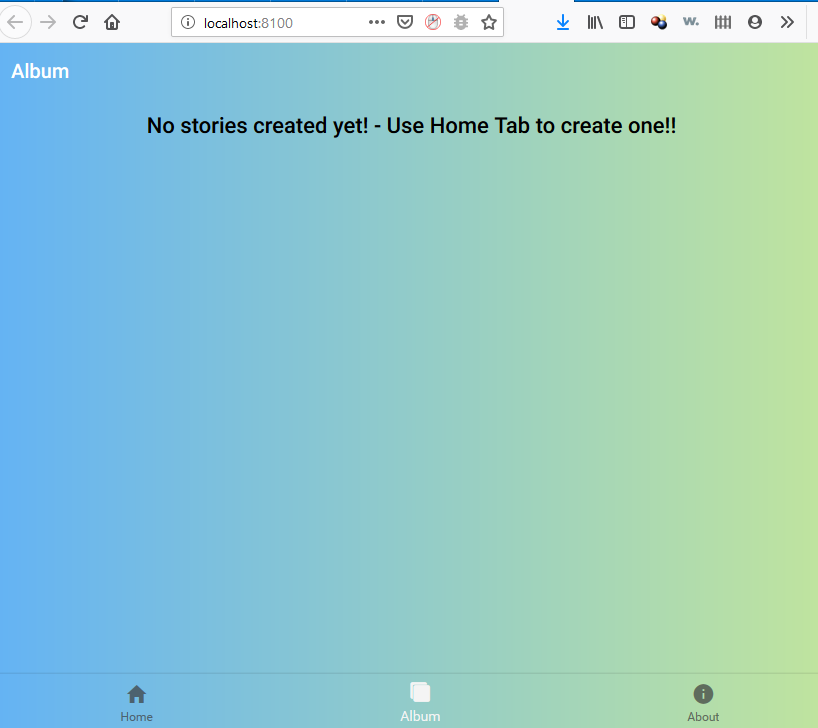 localhost:8100
w.
Album
No stories created yet! - Use Home Tab to create one!!
Home
Album
About